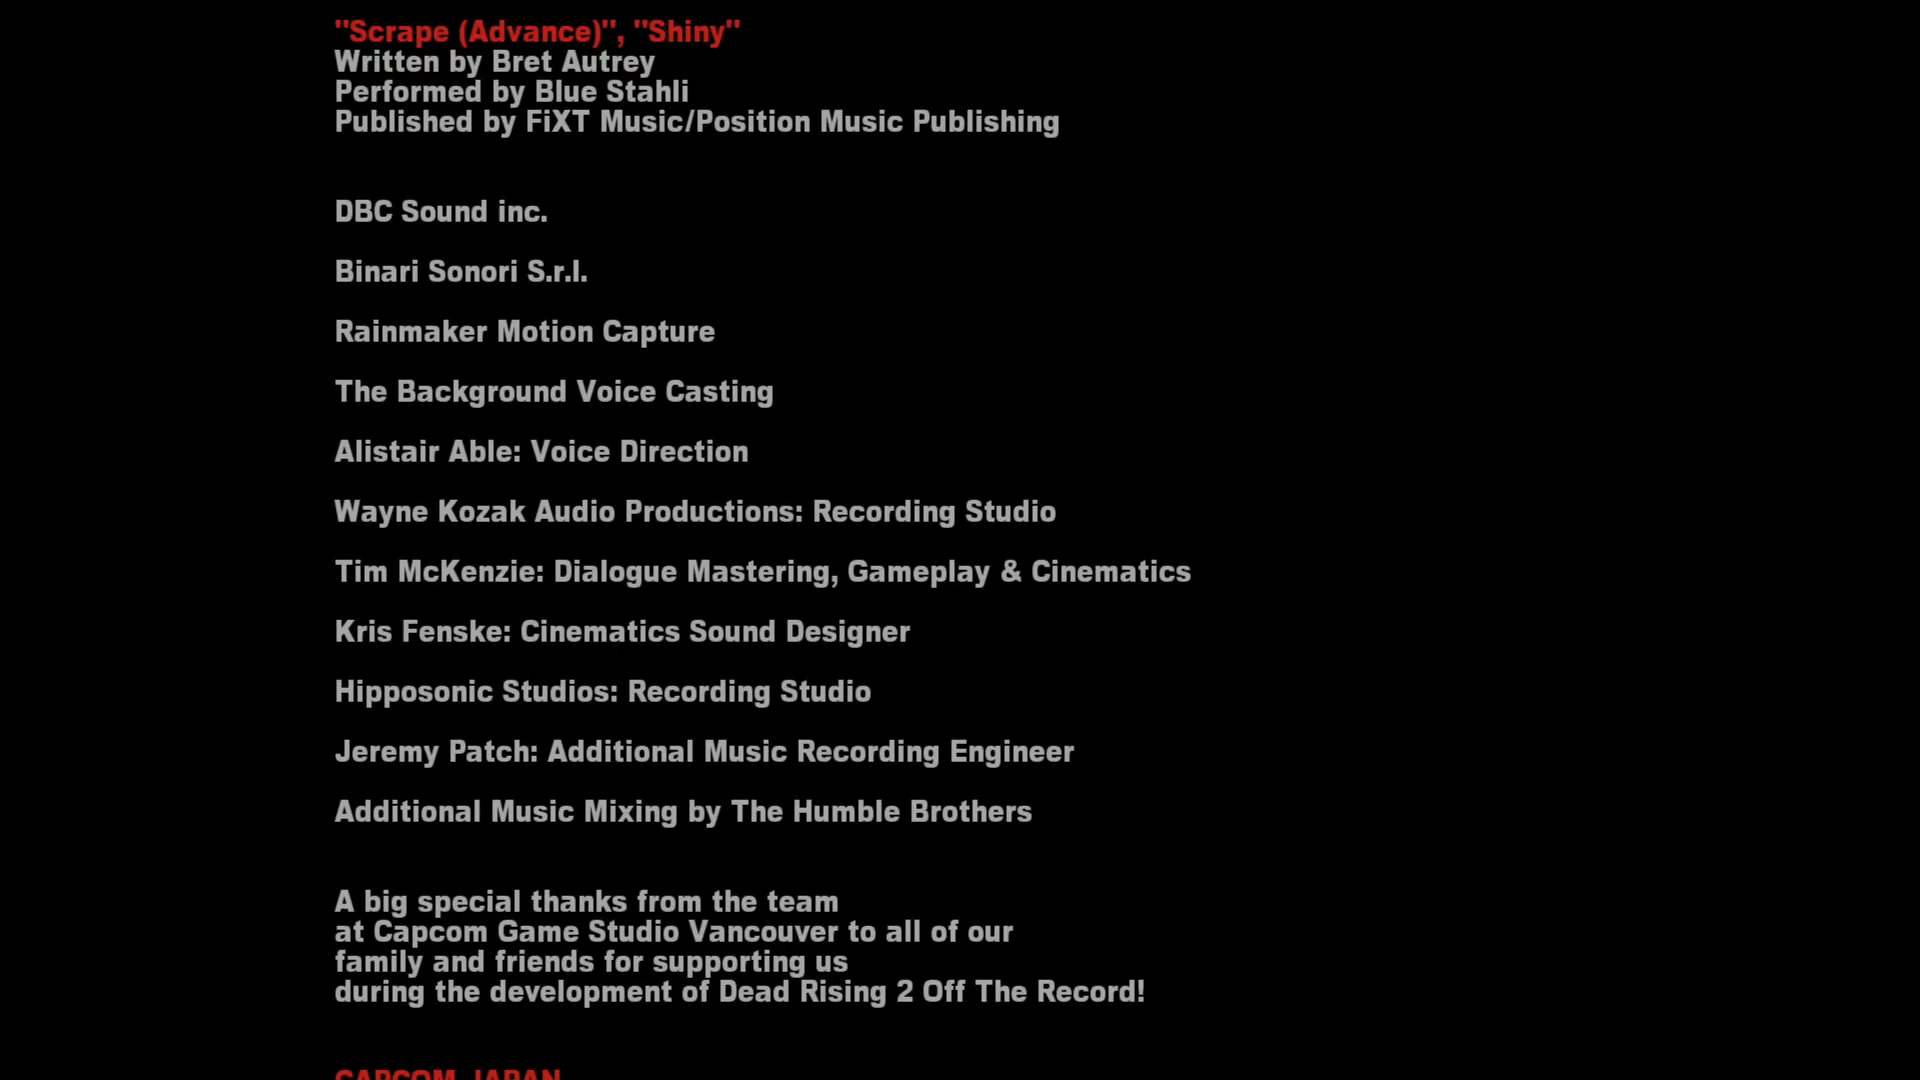 "Scrape (Advance)", "Shiny"
Written by Bret Autrey
Performed by Blue Stahli
Published by FiXT Music/Position Music Publishing
DBC Sound inc.
Binari Sonori S.r.l.
Rainmaker Motion Capture
The Background Voice Casting
Alistair Able: Voice Direction
Wayne Kozak Audio Productions: Recording Studio
Tim McKenzie: Dialogue Mastering, Gameplay & Cinematics
Kris Fenske: Cinematics Sound Designer
Hipposonic Studios: Recording Studio
Jeremy Patch: Additional Music Recording Engineer
Additional Music Mixing by The Humble Brothers
A big special thanks from the team
at Capcom Game Studio Vancouver to all of our
family and friends for supporting us
during the development of Dead Rising 2 Off The Record!
CAPCOM JAPAN